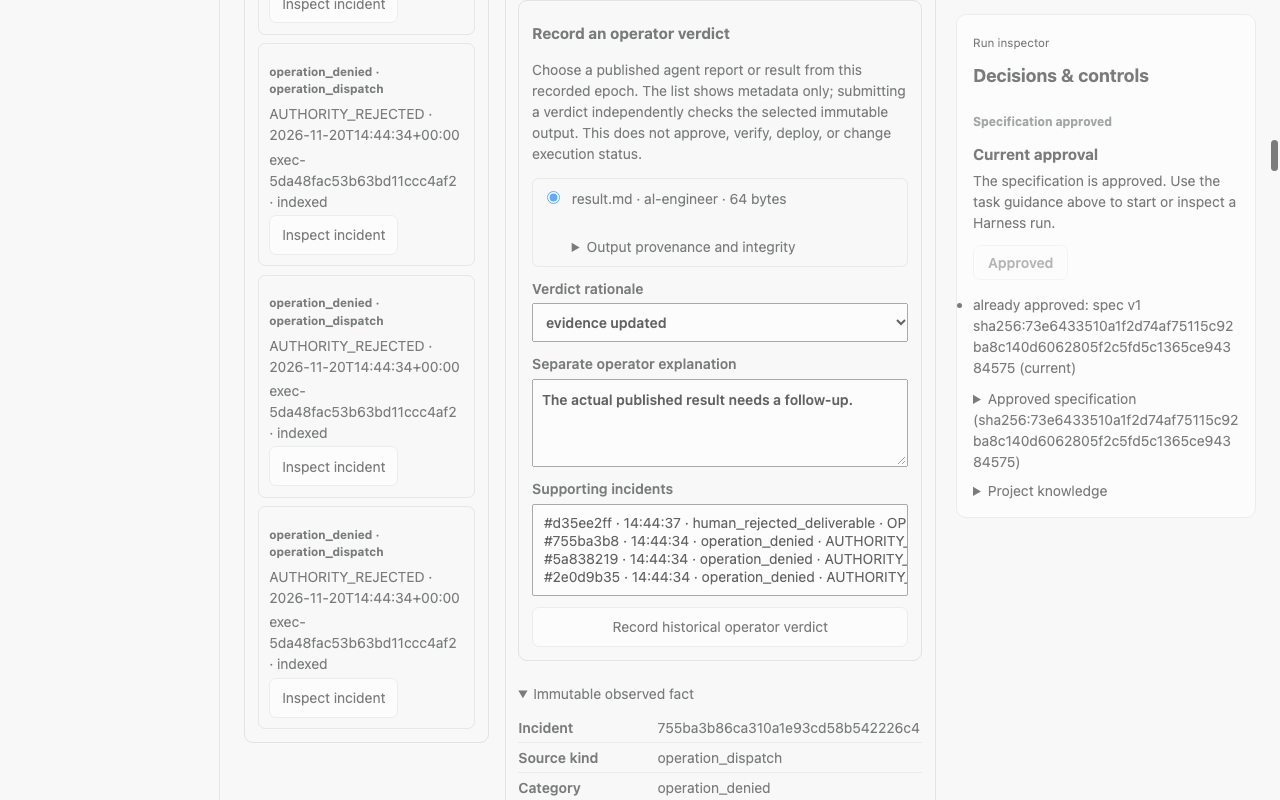 Inspect incident
operation_denied ·
operation_dispatch
AUTHORITY_REJECTED ·
2026-11-20T14:44:34+00:00
exec-
5da48fac53b63bd11ccc4af2
· indexed
Inspect incident
operation_denied ·
operation_dispatch
AUTHORITY_REJECTED ·
2026-11-20T14:44:34+00:00
exec-
5da48fac53b63bd11ccc4af2
· indexed
Inspect incident
operation_denied ·
operation_dispatch
AUTHORITY_REJECTED ·
2026-11-20T14:44:34+00:00
exec-
5da48fac53b63bd11ccc4af2
· indexed
Inspect incident
Record an operator verdict
Choose a published agent report or result from this
recorded epoch. The list shows metadata only; submitting
a verdict independently checks the selected immutable
output. This does not approve, verify, deploy, or change
execution status.
result.md · al-engineer · 64 bytes
Output provenance and integrity
Verdict rationale
evidence updated
Separate operator explanation
The actual published result needs a follow-up.
Supporting incidents
#d35ee2ff · 14:44:37 · human_rejected_deliverable · OP
#755ba3b8 · 14:44:34 · operation_denied · AUTHORITY_
#5a838219 · 14:44:34 · operation_denied · AUTHORITY_
#2e0d9b35 · 14:44:34 · operation_denied · AUTHORITY_
Record historical operator verdict
Immutable observed fact
Incident 755ba3b86ca310a1e93cd58b542226c4
Source kind operation_dispatch
Category operation_denied
Run inspector
Decisions & controls
Specification approved
Current approval
The specification is approved. Use the
task guidance above to start or inspect a
Harness run.
Approved
already approved: spec v1
sha256:73e6433510a1f2d74af75115c92
ba8c140d6062805f2c5fd5c1365ce943
84575 (current)
Approved specification
(sha256:73e6433510a1f2d74af75115c92
ba8c140d6062805f2c5fd5c1365ce943
84575)
Project knowledge